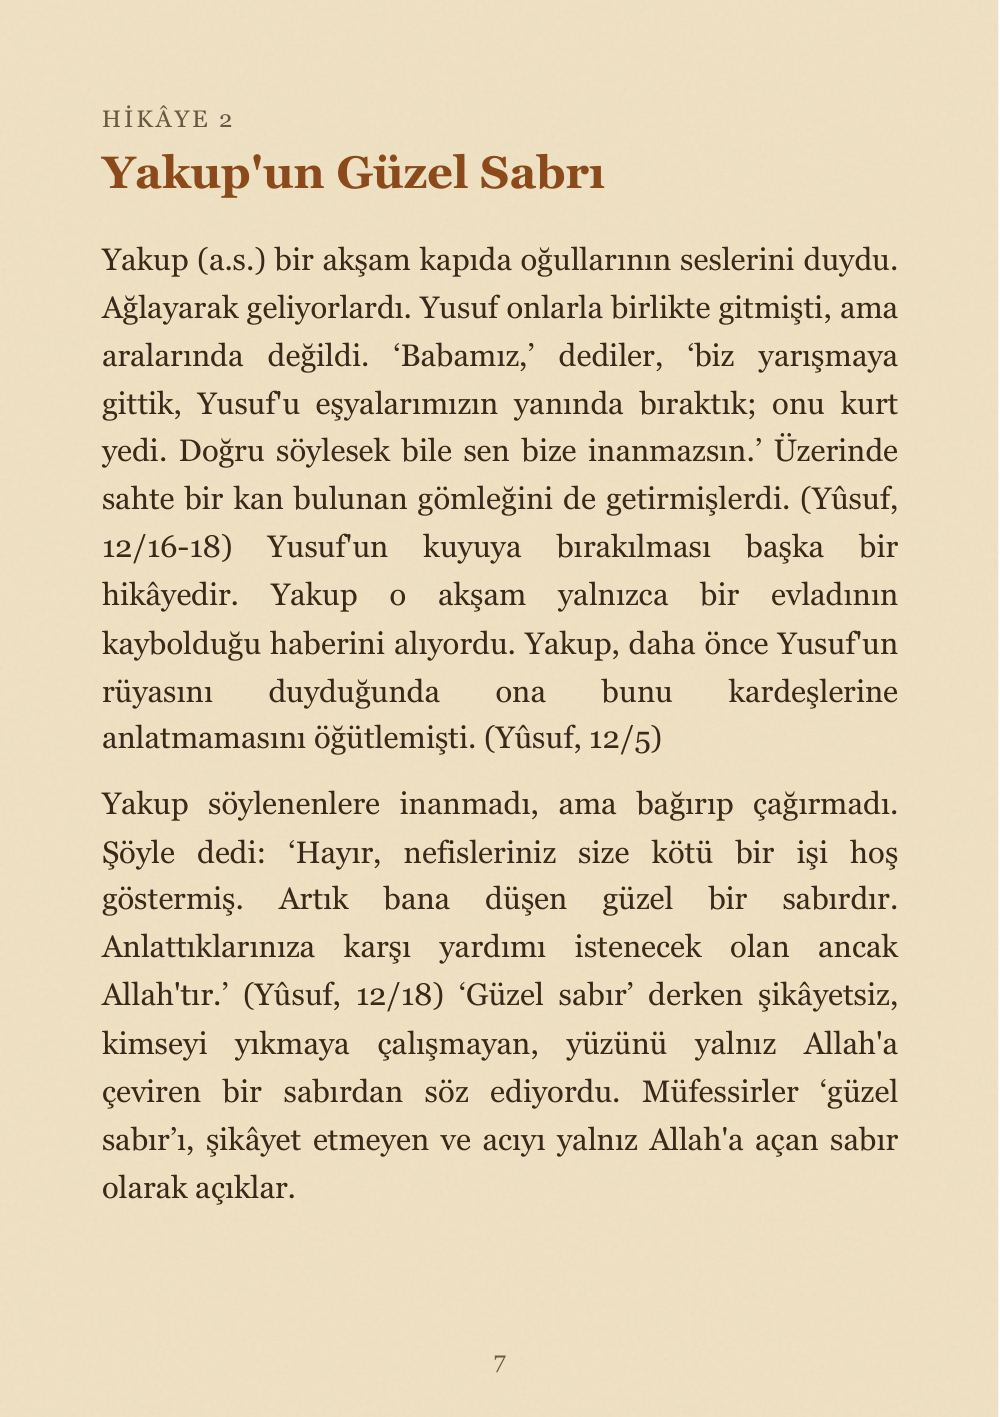 HİKÂYE 2
Yakup'un Güzel Sabrı
Yakup (a.s.) bir akşam kapıda oğullarının seslerini duydu.
Ağlayarak geliyorlardı. Yusuf onlarla birlikte gitmişti, ama
aralarında değildi. ‘Babamız,’ dediler, ‘biz yarışmaya
gittik, Yusuf'u eşyalarımızın yanında bıraktık; onu kurt
yedi. Doğru söylesek bile sen bize inanmazsın.’ Üzerinde
sahte bir kan bulunan gömleğini de getirmişlerdi. (Yûsuf,
12/16-18) Yusuf'un kuyuya bırakılması başka bir
hikâyedir. Yakup o akşam yalnızca bir evladının
kaybolduğu haberini alıyordu. Yakup, daha önce Yusuf'un
rüyasını duyduğunda ona bunu kardeşlerine
anlatmamasını öğütlemişti. (Yûsuf, 12/5)
Yakup söylenenlere inanmadı, ama bağırıp çağırmadı.
Şöyle dedi: ‘Hayır, nefisleriniz size kötü bir işi hoş
göstermiş. Artık bana düşen güzel bir sabırdır.
Anlattıklarınıza karşı yardımı istenecek olan ancak
Allah'tır.’ (Yûsuf, 12/18) ‘Güzel sabır’ derken şikâyetsiz,
kimseyi yıkmaya çalışmayan, yüzünü yalnız Allah'a
çeviren bir sabırdan söz ediyordu. Müfessirler ‘güzel
sabır’ı, şikâyet etmeyen ve acıyı yalnız Allah'a açan sabır
olarak açıklar.
7